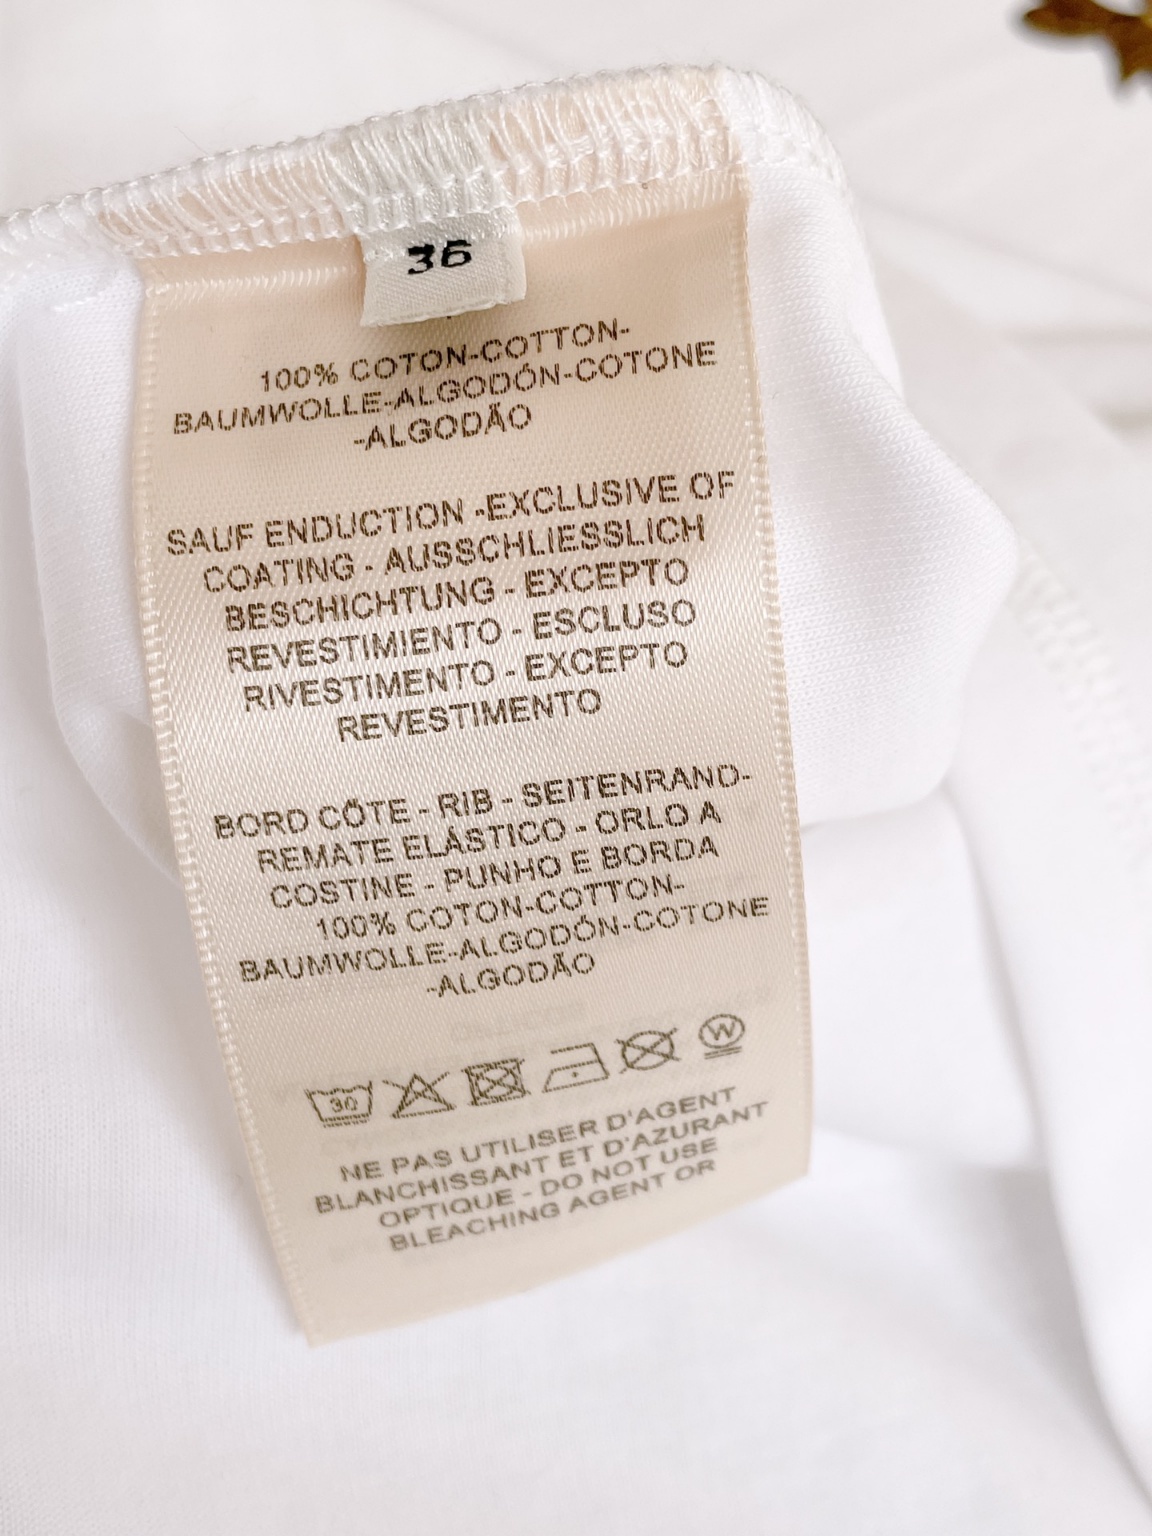 36
100% COTON-COTTON-
BAUMWOLLE-ALGODÓN-COTONE
-ALGODÃO
SAUF ENDUCTION -EXCLUSIVE OF
COATING - AUSSCHLIESSLICH
BESCHICHTUNG - EXCEPTO
REVESTIMIENTO - ESCLUSO
RIVESTIMENTO - EXCEPTO
REVESTIMENTO
BORD CÔTE - RIB - SEITENRAND-
REMATE ELÁSTICO - ORLO A
COSTINE - PUNHO E BORDA
100% COTON-COTTON-
BAUMWOLLE-ALGODÓN-COTONE
-ALGODÃO
30 W
NE PAS UTILISER D'AGENT
BLANCHISSANT ET D'AZURANT
OPTIQUE - DO NOT USE
BLEACHING AGENT OR